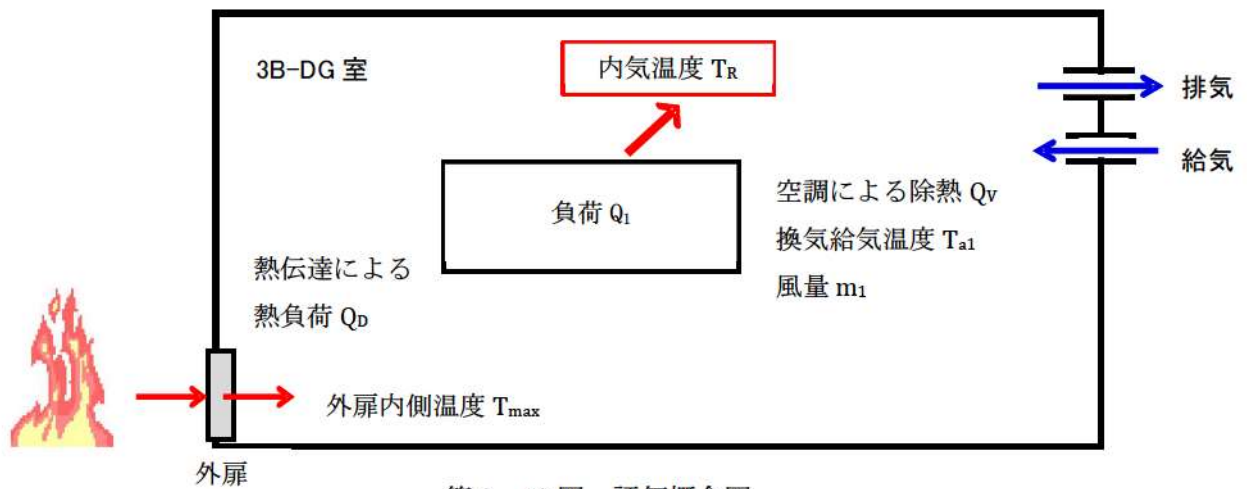 3B-DG 室
内気温度 TR
排気
給気
負荷 Q1
空調による除熱 QV
換気給気温度 Ta1
風量 m1
熱伝達による
熱負荷 QD
外扉内側温度 Tmax
外扉